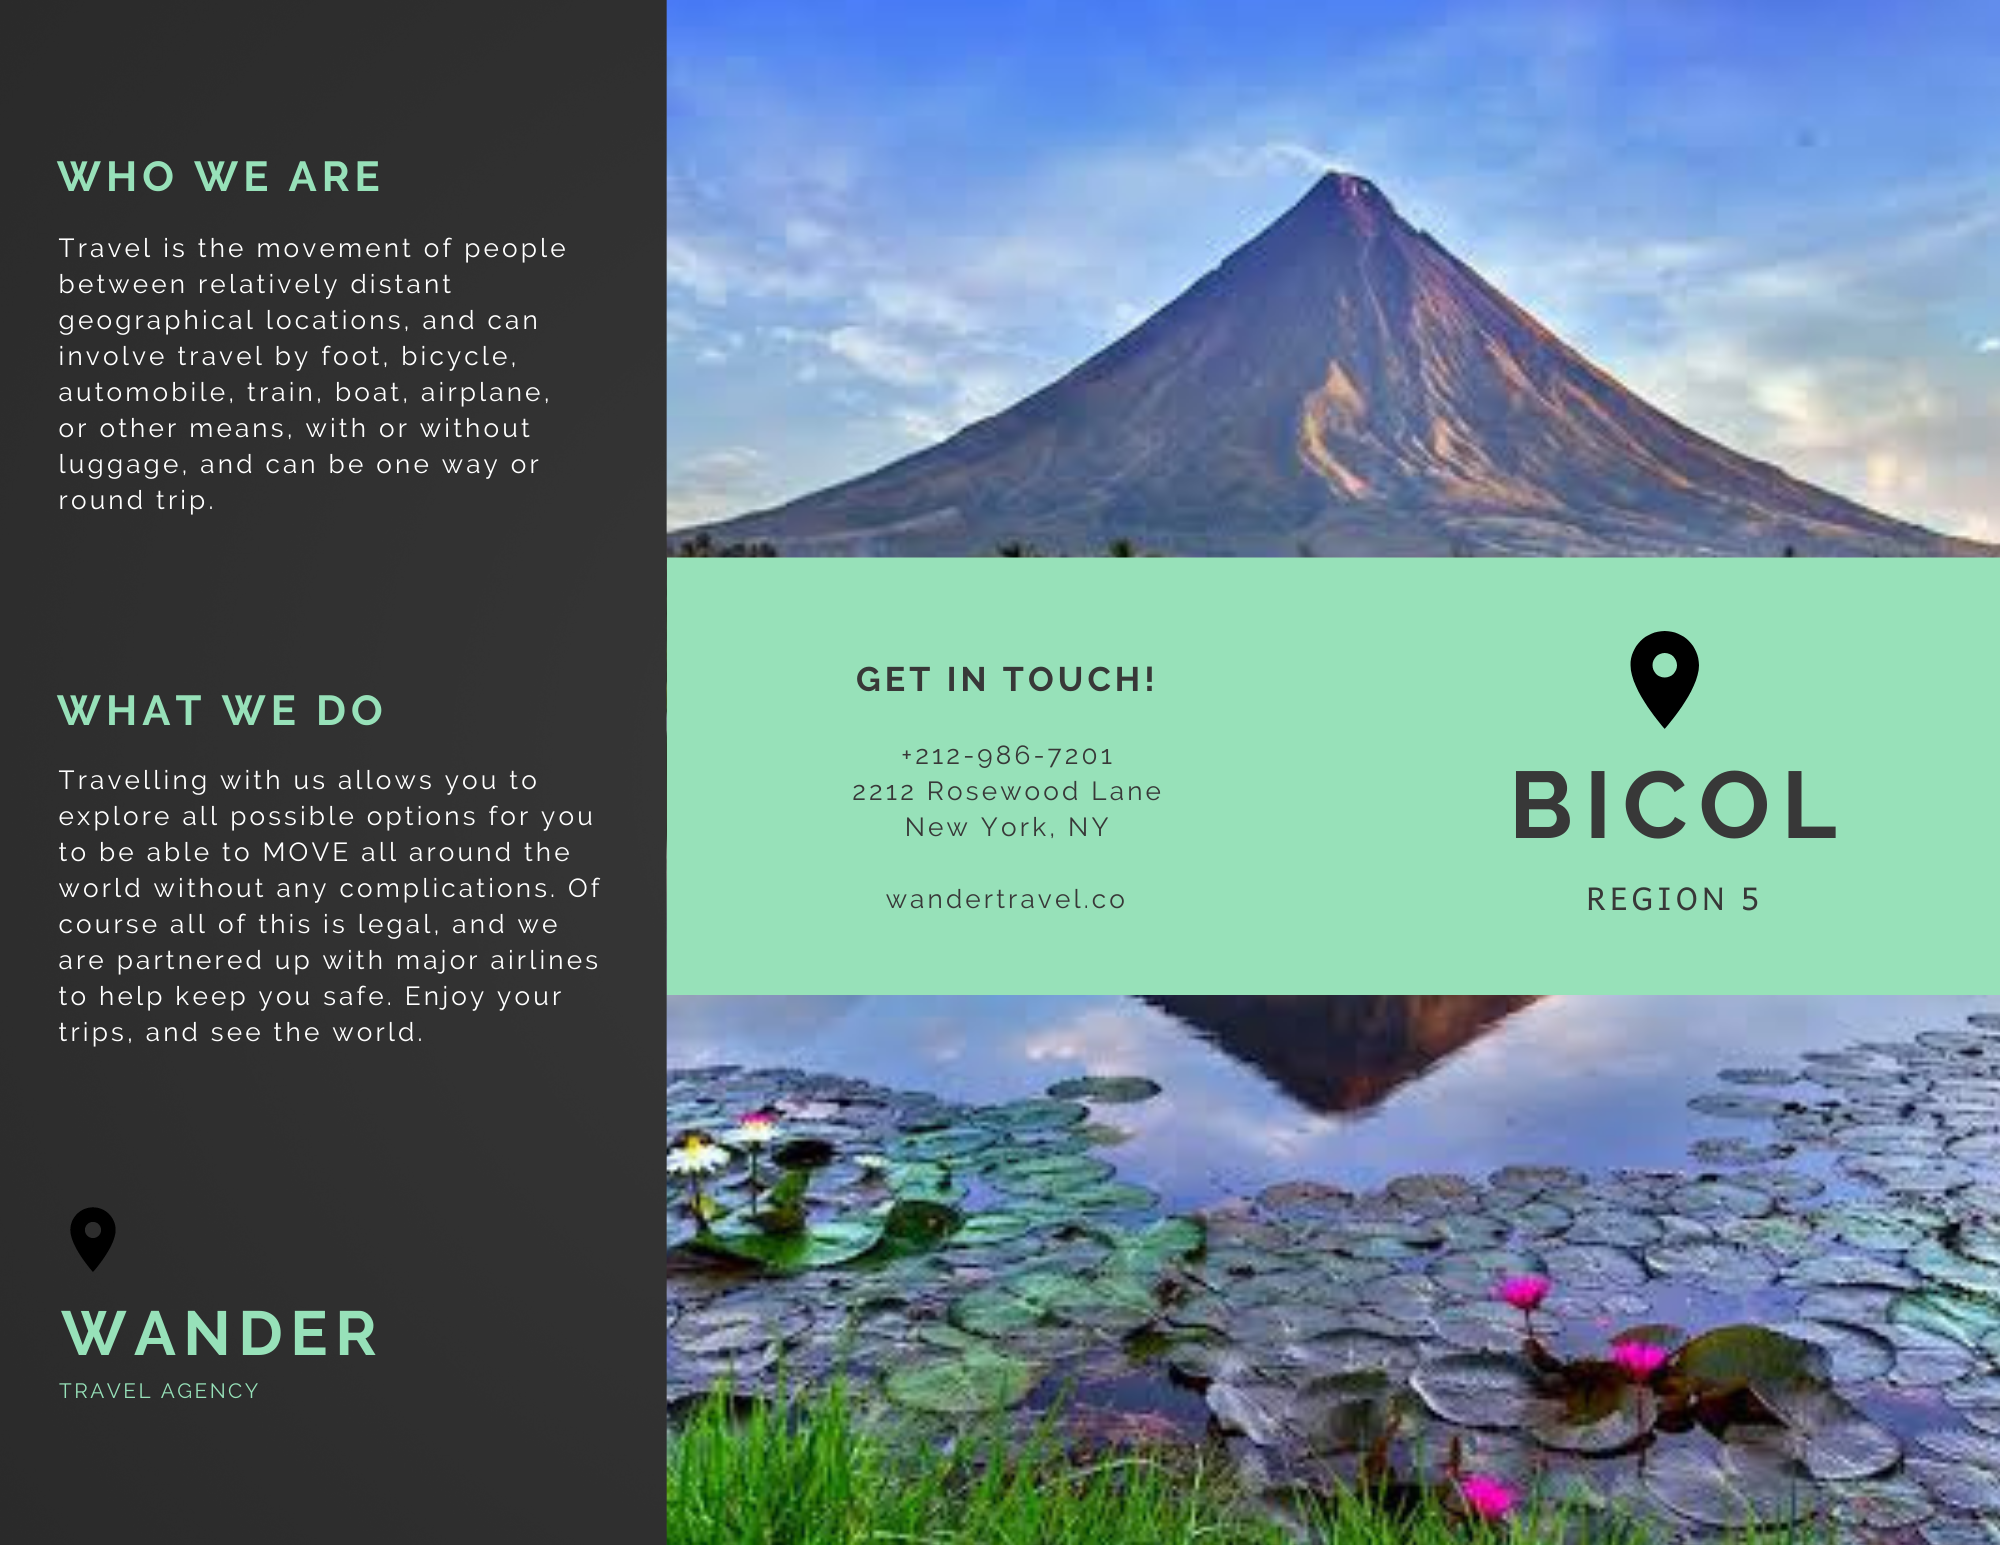 WHO WE ARE
Travel is the movement of people
between relatively distant
geographical locations, and can
involve travel by foot, bicycle,
automobile, train, boat, airplane,
or other means, with or without
luggage, and can be one way or
round trip.
WHAT WE DO
Travelling with us allows you to
explore all possible options for you
to be able to MOVE all around the
world without any complications. Of
course all of this is legal, and we
are partnered up with major airlines
to help keep you safe. Enjoy your
trips, and see the world.
WANDER
TRAVEL AGENCY
GET IN TOUCH!
+212-986-7201
2212 Rosewood Lane
New York, NY
wandertravel.co
BICOL
REGION 5